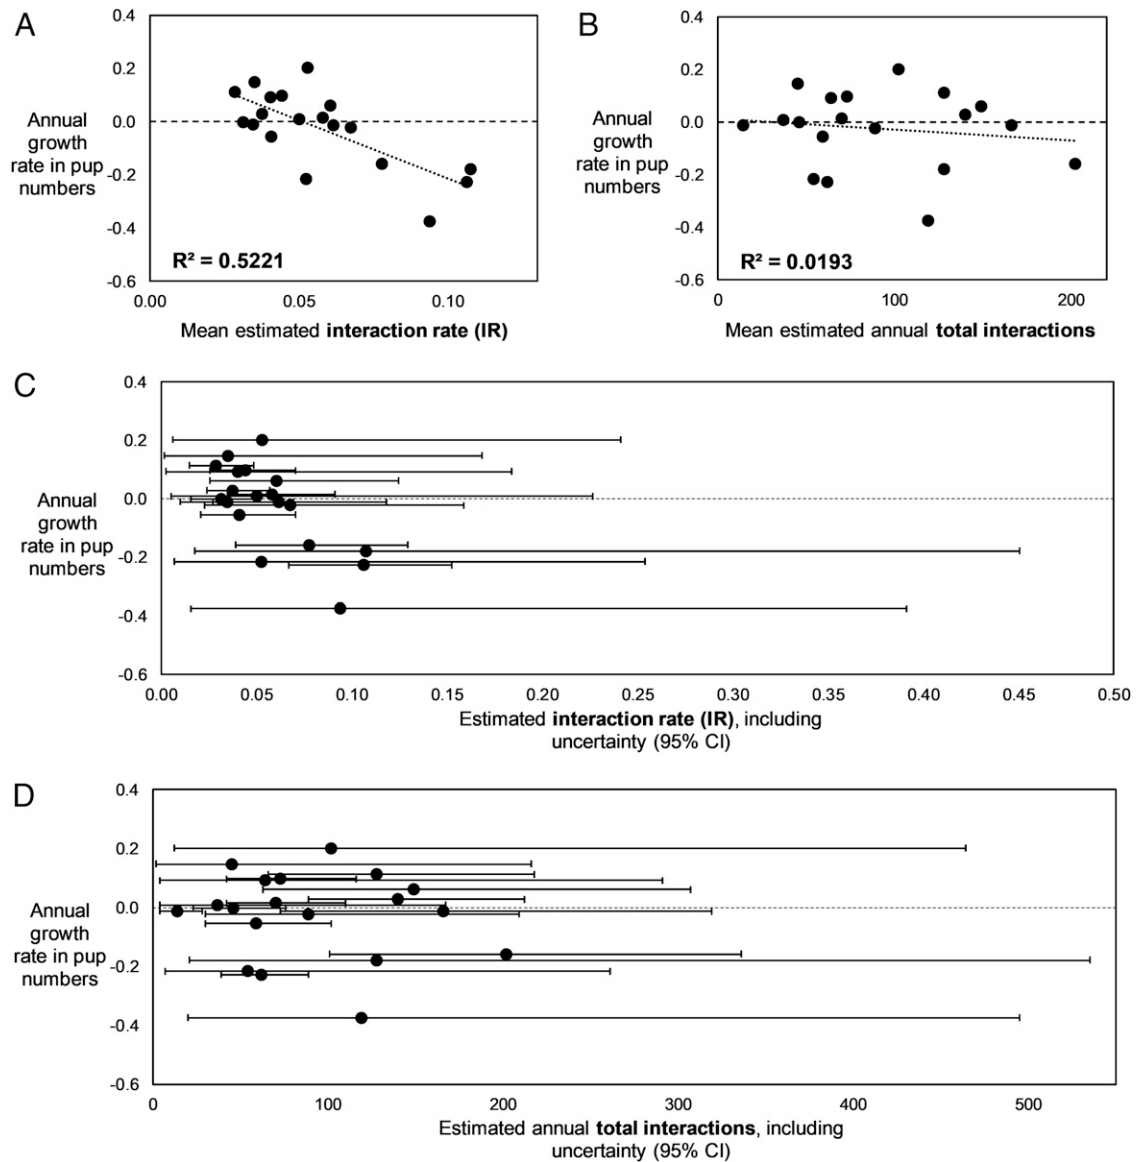 A
0.4
0.2
0.0
-0.2
-0.4
-0.6
Annual
growth
rate in pup
numbers
R² = 0.5221
0.00
0.05
0.10
Mean estimated interaction rate (IR)
B
0.4
0.2
0.0
-0.2
-0.4
-0.6
Annual
growth
rate in pup
numbers
R² = 0.0193
0
100
200
Mean estimated annual total interactions
C
0.4
0.2
0.0
-0.2
-0.4
-0.6
Annual
growth
rate in pup
numbers
0.00
0.05
0.10
0.15
0.20
0.25
0.30
0.35
0.40
0.45
0.50
Estimated interaction rate (IR), including
uncertainty (95% CI)
D
0.4
0.2
0.0
-0.2
-0.4
-0.6
Annual
growth
rate in pup
numbers
0
100
200
300
400
500
Estimated annual total interactions, including
uncertainty (95% CI)